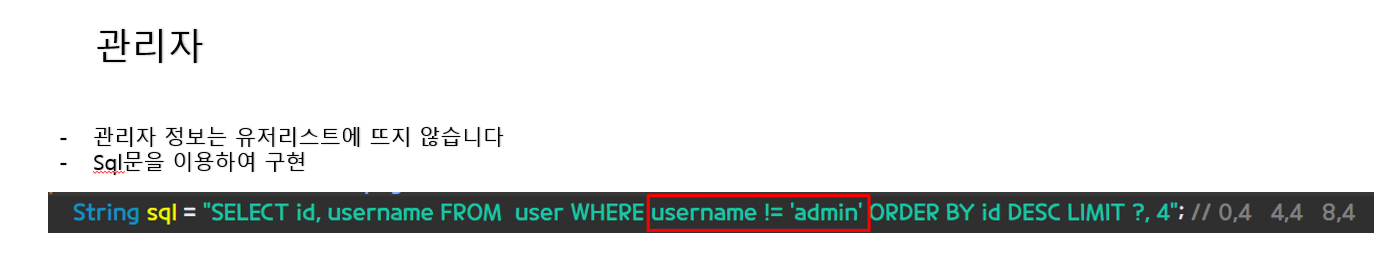 관리자
- 관리자 정보는 유저리스트에 뜨지 않습니다
- Sql문을 이용하여 구현
String sql = "SELECT id, username FROM  user WHERE username != 'admin' ORDER BY id DESC LIMIT ?, 4"; // 0,4   4,4   8,4